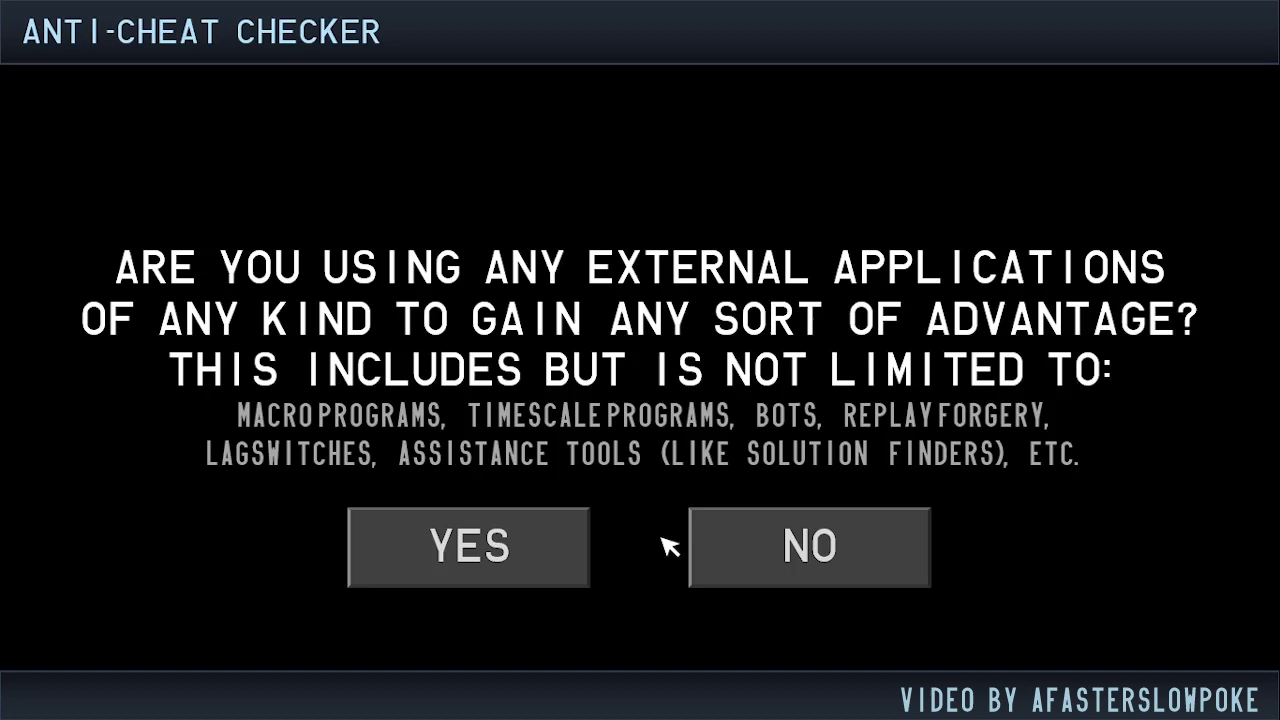 ANTI-CHEAT CHECKER
ARE YOU USING ANY EXTERNAL APPLICATIONS
OF ANY KIND TO GAIN ANY SORT OF ADVANTAGE?
THIS INCLUDES BUT IS NOT LIMITED TO:
MACRO PROGRAMS, TIMESCALE PROGRAMS, BOTS, REPLAY FORGERY,
LAGSWITCHES, ASSISTANCE TOOLS (LIKE SOLUTION FINDERS), ETC.
YES NO
VIDEO BY AFASTERSLOWPOKE